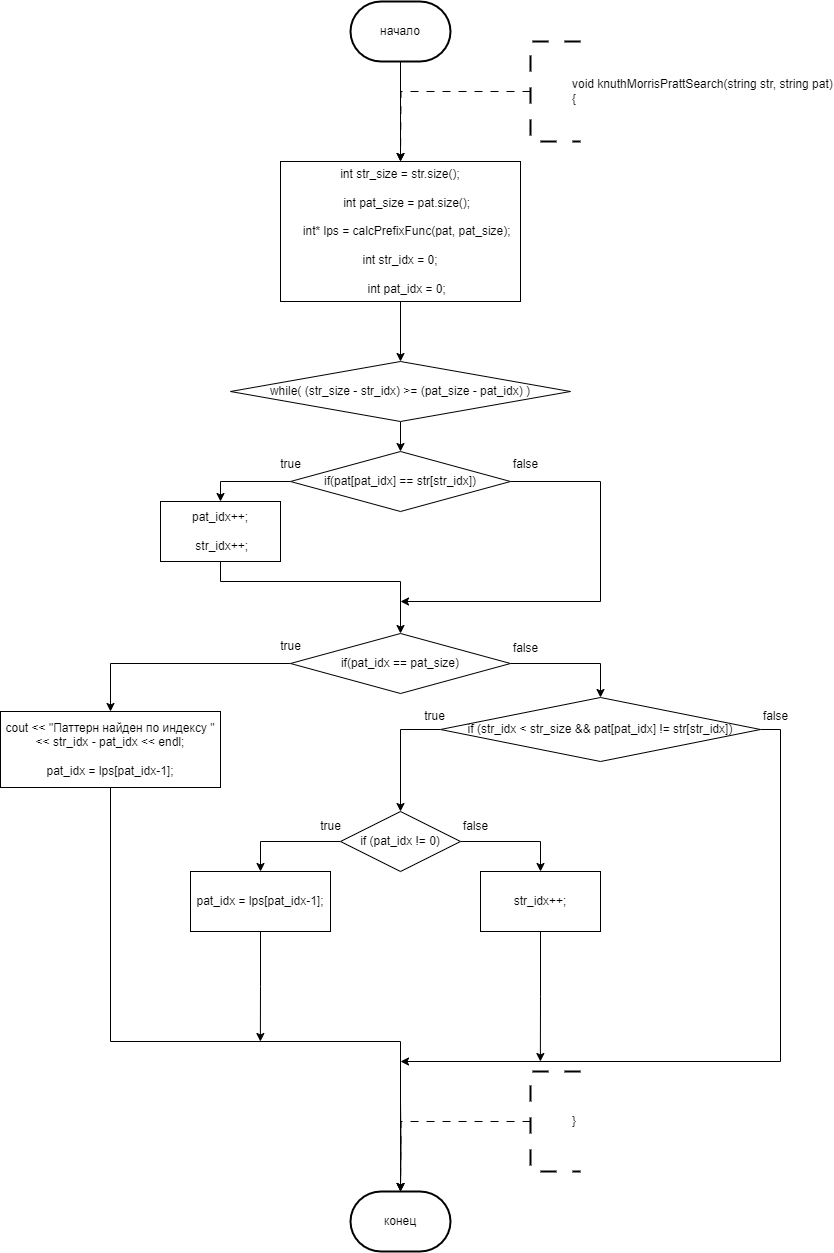 начало
void knuthMorrisPrattSearch(string str, string pat)
{
int str_size = str.size();
int pat_size = pat.size();
int* lps = calcPrefixFunc(pat, pat_size);
int str_idx = 0;
int pat_idx = 0;
while( (str_size - str_idx) >= (pat_size - pat_idx) )
true
false
if(pat[pat_idx] == str[str_idx])
pat_idx++;
str_idx++;
true
false
if(pat_idx == pat_size)
cout << "Паттерн найден по индексу "
<< str_idx - pat_idx << endl;
pat_idx = lps[pat_idx-1];
true
false
if (str_idx < str_size && pat[pat_idx] != str[str_idx])
true
false
if (pat_idx != 0)
pat_idx = lps[pat_idx-1];
str_idx++;
}
конец